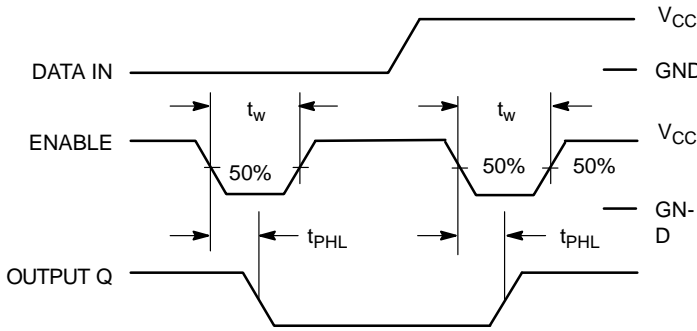 VCC
DATA IN
GND
tw
tw
ENABLE
VCC
50%
50%
50%
GN-
D
tPHL
tPHL
OUTPUT Q